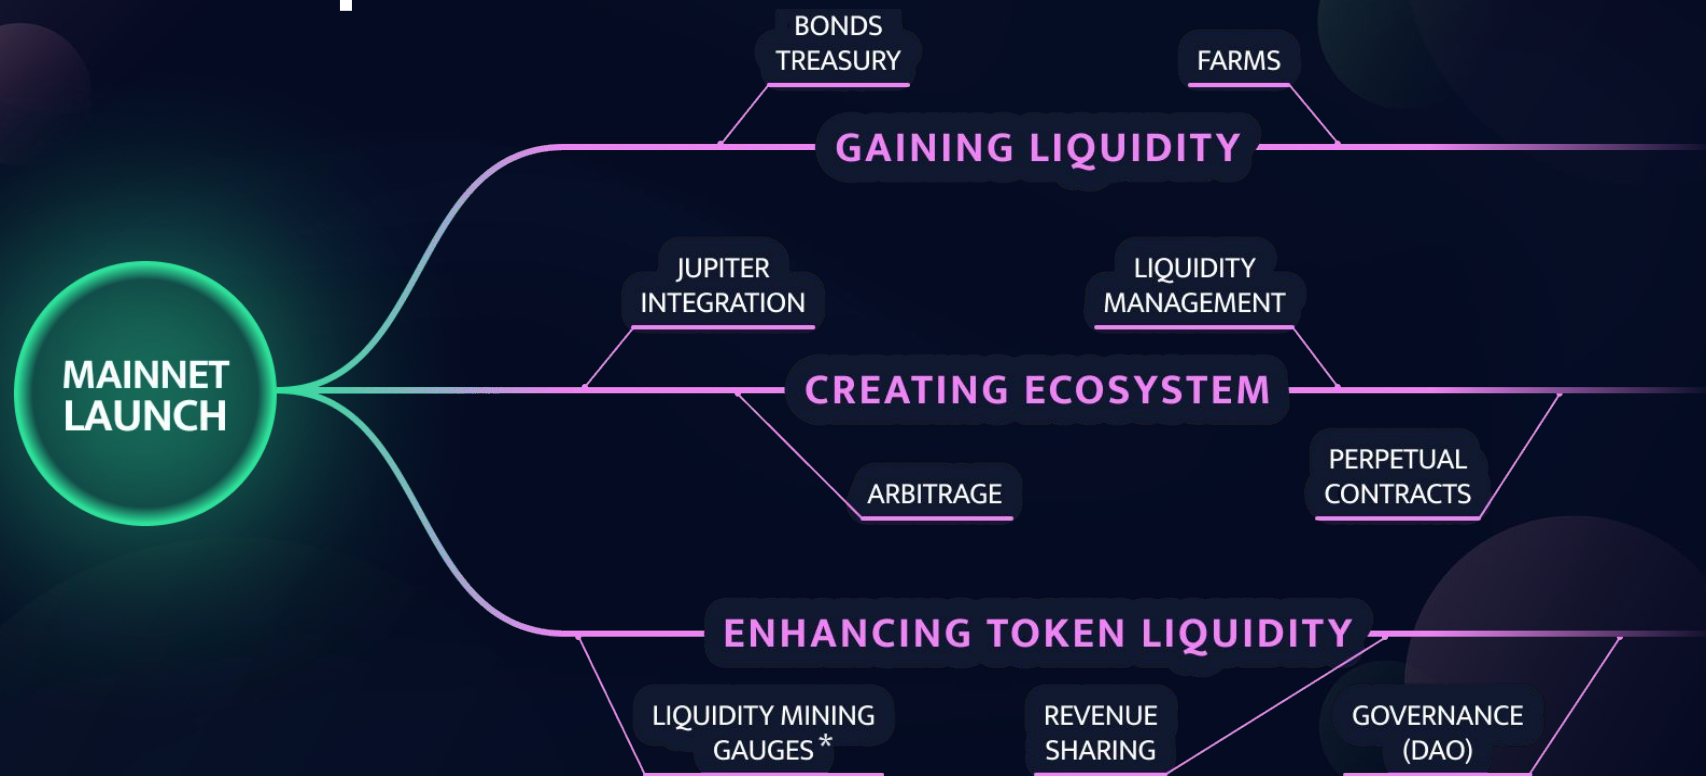 BONDS
TREASURY
FARMS
GAINING LIQUIDITY
JUPITER
INTEGRATION
LIQUIDITY
MANAGEMENT
MAINNET
LAUNCH
CREATING ECOSYSTEM
ARBITRAGE
PERPETUAL
CONTRACTS
ENHANCING TOKEN LIQUIDITY
LIQUIDITY MINING
GAUGES*
REVENUE
SHARING
GOVERNANCE
(DAO)